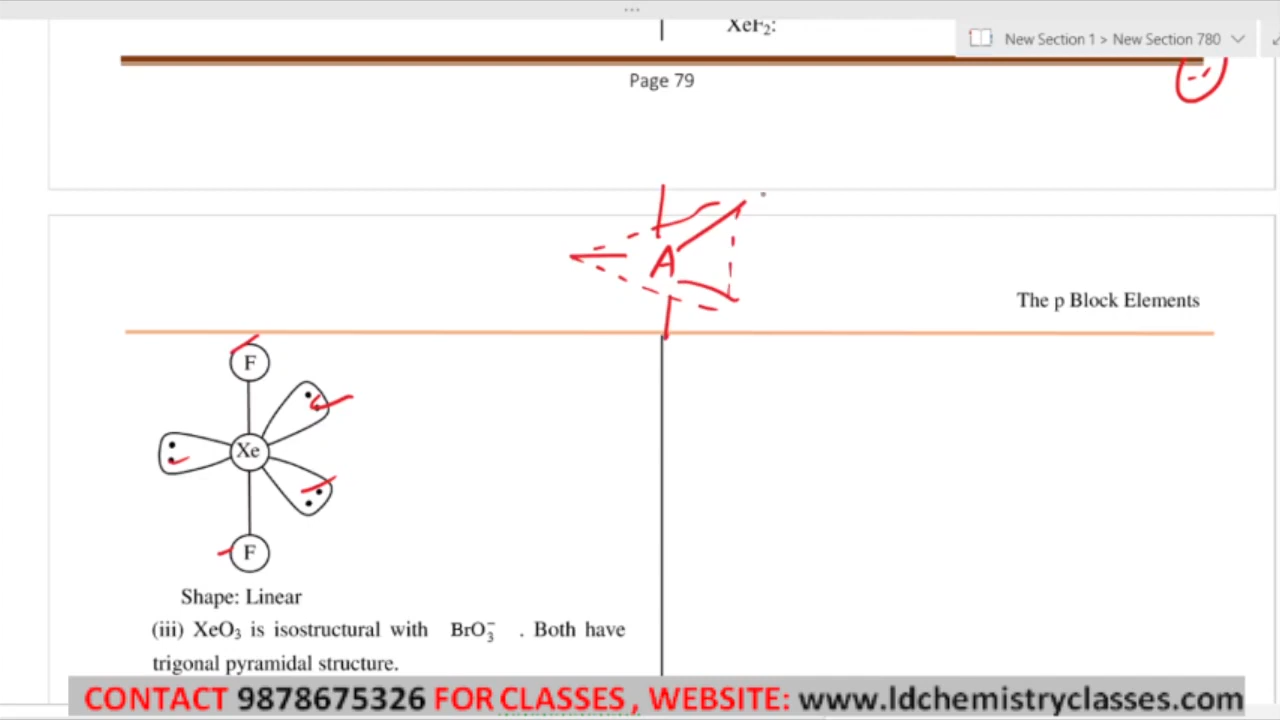 ...
XeF₂:
New Section 1 > New Section 780
Page 79
A
The p Block Elements
F
Xe
F
Shape: Linear
(iii) XeO₃ is isostructural with BrO₃⁻ . Both have
trigonal pyramidal structure.
CONTACT 9878675326 FOR CLASSES , WEBSITE: www.ldchemistryclasses.com